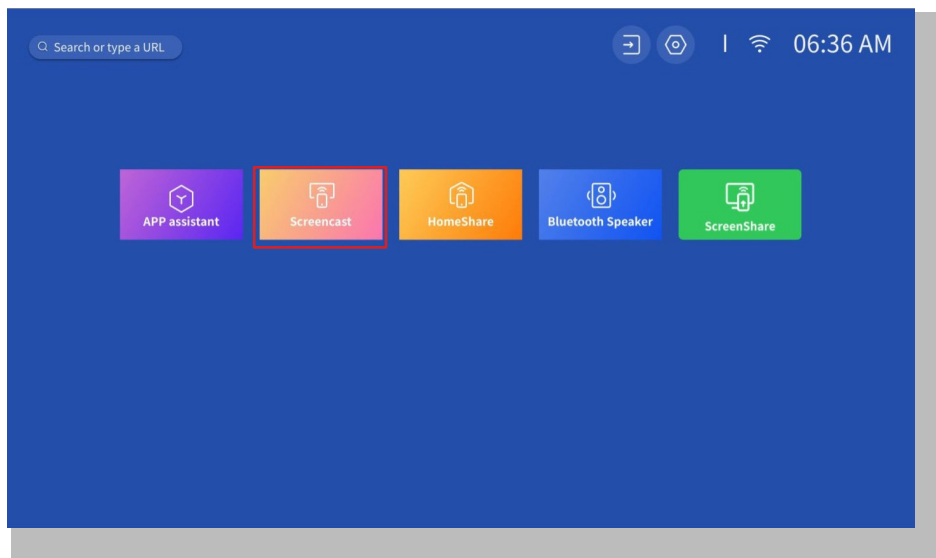 Search or type a URL
06:36 AM
APP assistant
Screencast
HomeShare
Bluetooth Speaker
ScreenShare